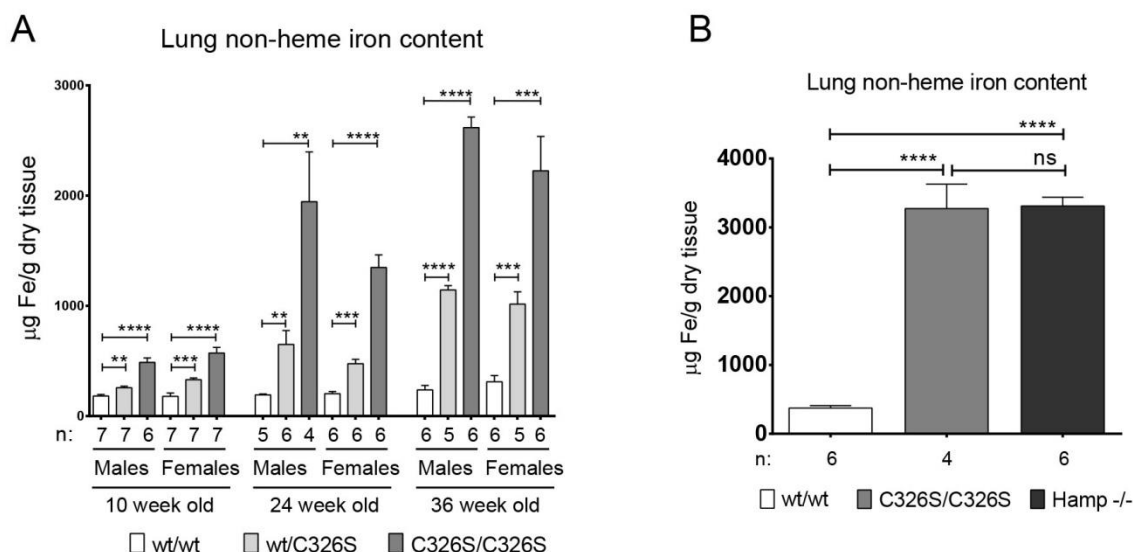 A
Lung non-heme iron content
µg Fe/g dry tissue
3000
2000
1000
0
****
**
****
***
**
**
****
***
****
****
***
***
n: 7 7 6 7 7 7 5 6 4 6 6 6 6 5 6 6 5 6
Males Females Males Females Males Females
10 week old 24 week old 36 week old
wt/wt wt/C326S C326S/C326S
B
Lung non-heme iron content
µg Fe/g dry tissue
4000
3000
2000
1000
0
****
**** ns
n: 6 4 6
wt/wt C326S/C326S Hamp -/-